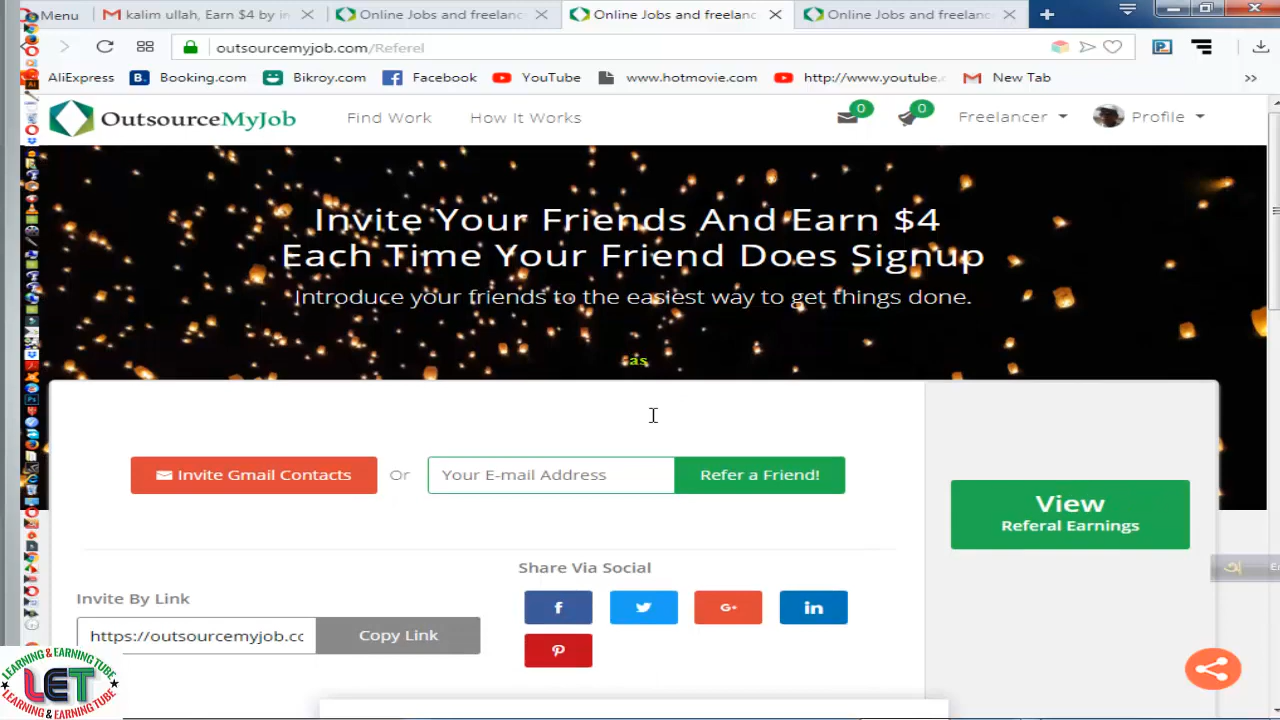 Menu
kalim ullah, Earn $4 by in
Online Jobs and freelanc
Online Jobs and freelanc
Online Jobs and freelanc
outsourcemyjob.com/Referel
AliExpress
B. Booking.com
Bikroy.com
Facebook
YouTube
www.hotmovie.com
http://www.youtube.c
New Tab
OutsourceMyJob
Find Work
How It Works
0
0
Freelancer
Profile
Invite Your Friends And Earn $4
Each Time Your Friend Does Signup
Introduce your friends to the easiest way to get things done.
as
Invite Gmail Contacts
Or
Your E-mail Address
Refer a Friend!
View
Referal Earnings
Share Via Social
Invite By Link
https://outsourcemyjob.cc
Copy Link
LEARNING & EARNING TUBE
LET
LEARNING & EARNING TUBE